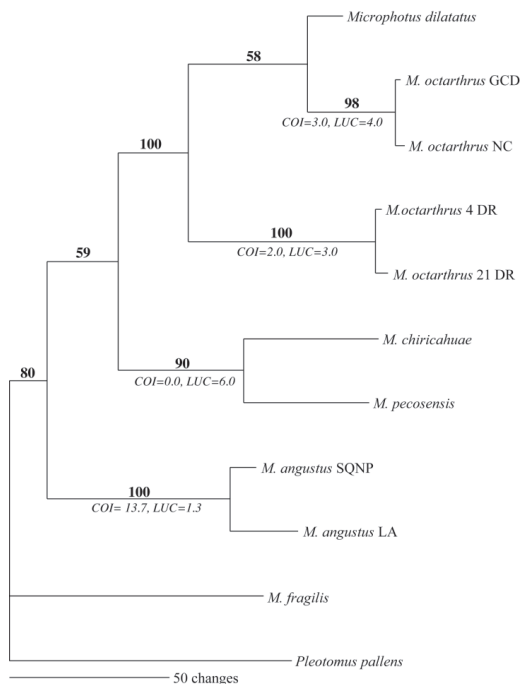 Microphotus dilatatus
58
M. octarthrus GCD
98
COI=3.0, LUC=4.0
M. octarthrus NC
100
M.octarthrus 4 DR
100
COI=2.0, LUC=3.0
M. octarthrus 21 DR
59
M. chiricahuae
90
COI=0.0, LUC=6.0
M. pecosensis
80
M. angustus SQNP
100
COI= 13.7, LUC=1.3
M. angustus LA
M. fragilis
Pleotomus pallens
50 changes